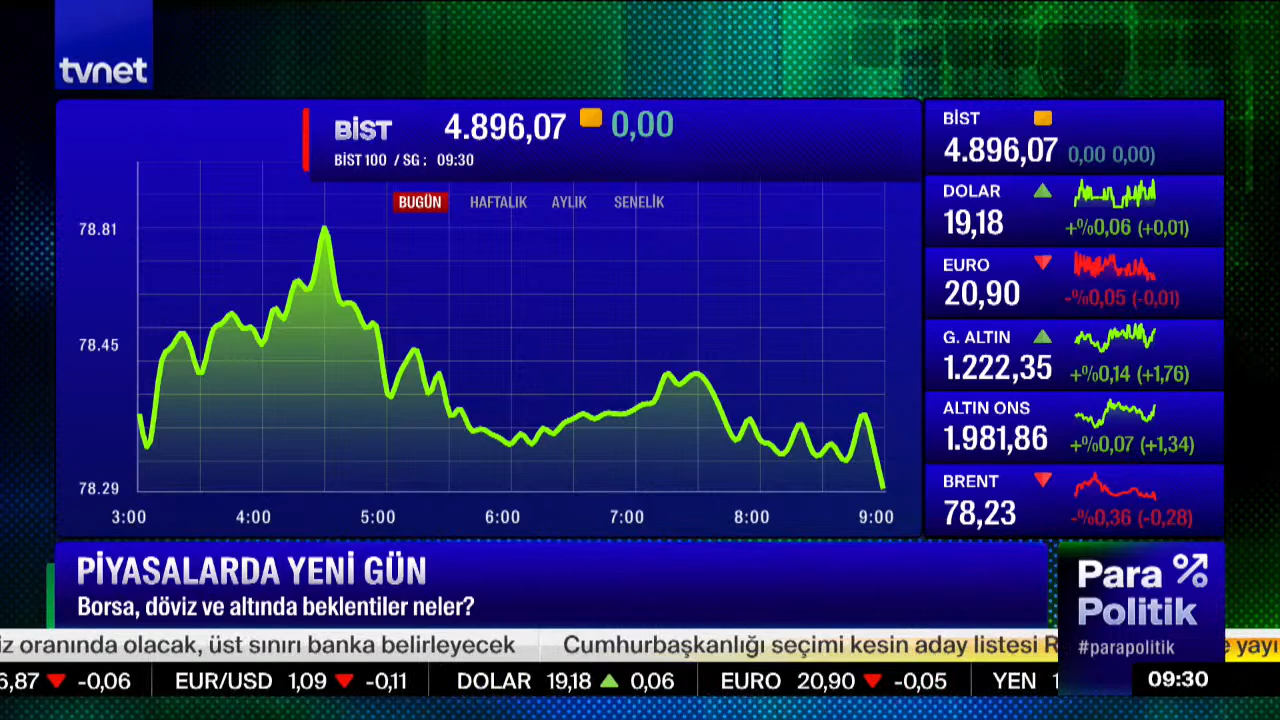 tvnet
BİST 4.896,07 0,00
BİST 100 / SG : 09:30
BUGÜN HAFTALIK AYLIK SENELİK
78.81
78.45
78.29
3:00 4:00 5:00 6:00 7:00 8:00 9:00
BİST
4.896,07 0,00 0,00)
DOLAR
19,18 +%0,06 (+0,01)
EURO
20,90 -%0,05 (-0,01)
G. ALTIN
1.222,35 +%0,14 (+1,76)
ALTIN ONS
1.981,86 +%0,07 (+1,34)
BRENT
78,23 -%0,36 (-0,28)
PİYASALARDA YENİ GÜN
Borsa, döviz ve altında beklentiler neler?
Para %
Politik
#parapolitik
oranında olacak, üst sınırı banka belirleyecek Cumhurbaşkanlığı seçimi kesin aday listesi
-0,06 EUR/USD 1,09 -0,11 DOLAR 19,18 0,06 EURO 20,90 -0,05 YEN
09:30